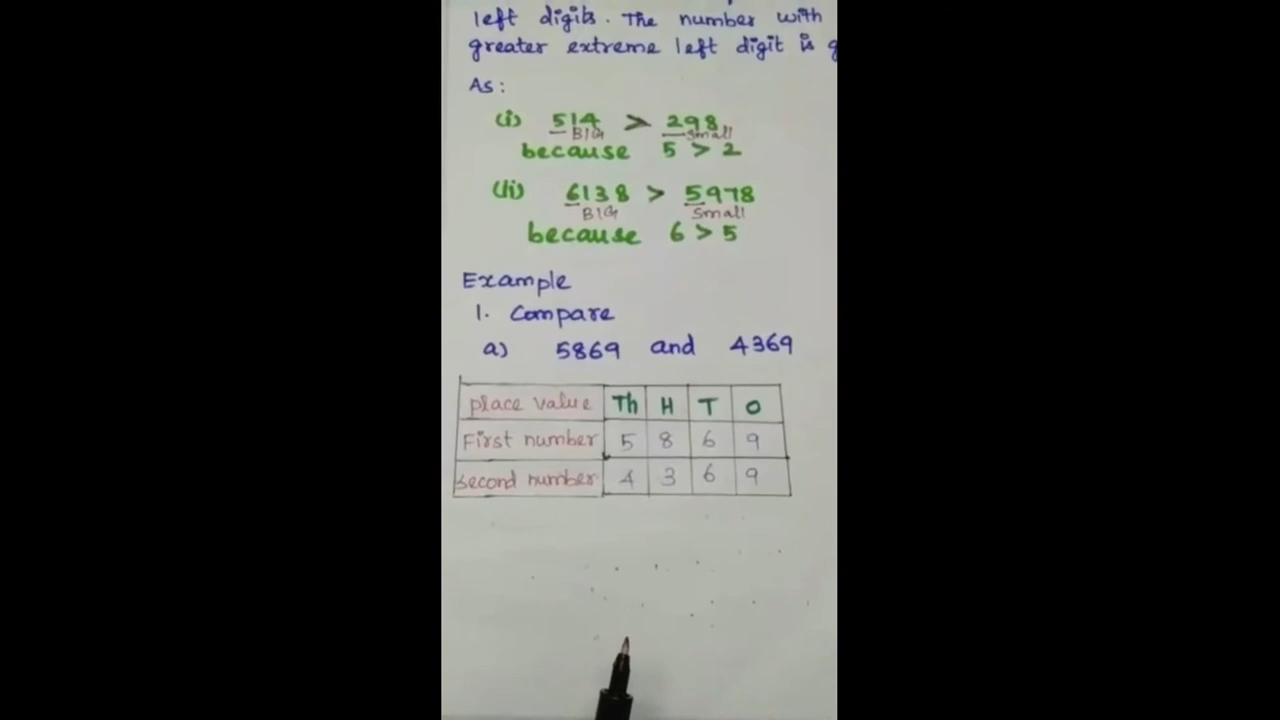 left digits. The number with
greater extreme left digit is
As:
(i) 514 > 298
BIG small
because 5 > 2
(ii) 6138 > 5978
BIG small
because 6 > 5
Example
1. Compare
a) 5869 and 4369
place value Th H T O
First number 5 8 6 9
second number 4 3 6 9